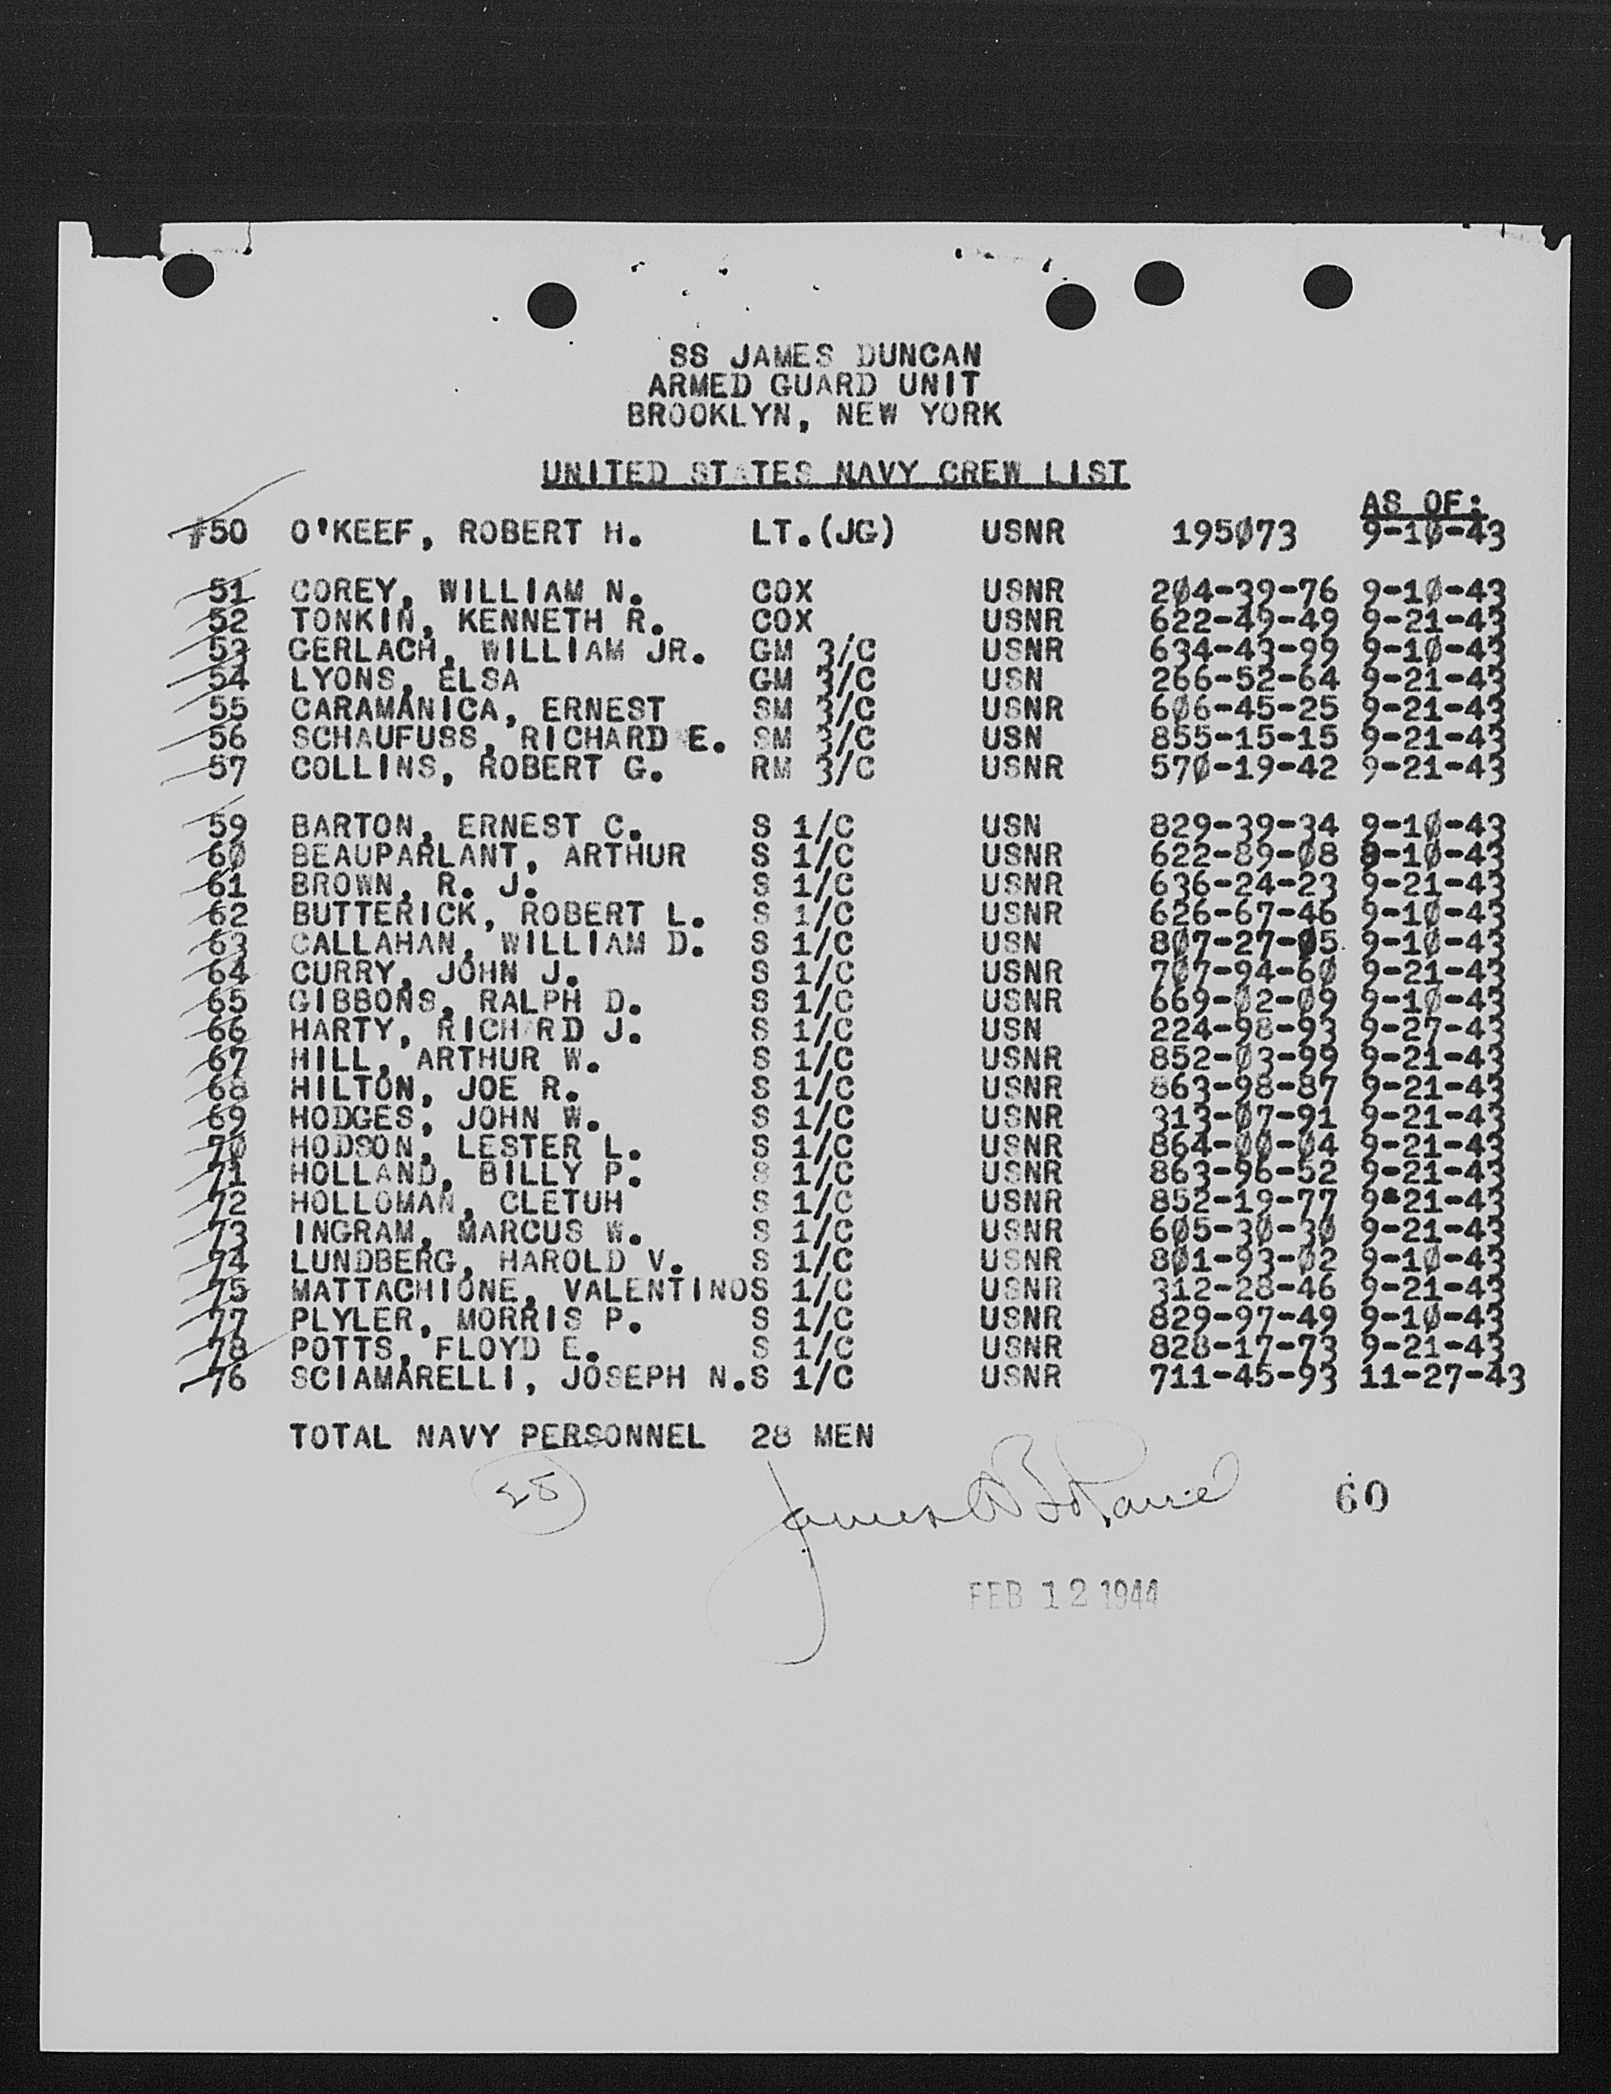 SS JAMES DUNCAN
ARMED GUARD UNIT
BROOKLYN, NEW YORK
UNITED STATES NAVY CREW LIST
AS OF:
#50 O'KEEF, ROBERT H. LT.(JG) USNR 195073 9-10-43
51 COREY, WILLIAM N. COX USNR 204-39-76 9-10-43
52 TONKIN, KENNETH R. COX USNR 622-49-49 9-21-43
53 GERLACH, WILLIAM JR. GM 3/C USNR 634-43-99 9-10-43
54 LYONS, ELSA GM 3/C USN 266-52-64 9-21-43
55 CARAMANICA, ERNEST SM 3/C USNR 606-45-25 9-21-43
56 SCHAUFUSS, RICHARD E. SM 3/C USN 855-15-15 9-21-43
57 COLLINS, ROBERT G. RM 3/C USNR 570-19-42 9-21-43
59 BARTON, ERNEST C. S 1/C USN 829-39-34 9-10-43
60 BEAUPARLANT, ARTHUR S 1/C USNR 622-89-08 9-10-43
61 BROWN, R. J. S 1/C USNR 636-24-23 9-21-43
62 BUTTERICK, ROBERT L. S 1/C USNR 626-67-46 9-10-43
63 CALLAHAN, WILLIAM D. S 1/C USN 807-27-05 9-10-43
64 CURRY, JOHN J. S 1/C USNR 707-94-60 9-21-43
65 GIBBONS, RALPH D. S 1/C USNR 669-02-09 9-10-43
66 HARTY, RICHARD J. S 1/C USN 224-98-93 9-27-43
67 HILL, ARTHUR W. S 1/C USNR 852-03-99 9-21-43
68 HILTON, JOE R. S 1/C USNR 863-98-87 9-21-43
69 HODGES, JOHN W. S 1/C USNR 313-07-91 9-21-43
70 HODSON, LESTER L. S 1/C USNR 864-00-04 9-21-43
71 HOLLAND, BILLY P. S 1/C USNR 863-96-52 9-21-43
72 HOLLOMAN, CLETUH S 1/C USNR 852-19-77 9-21-43
73 INGRAM, MARCUS W. S 1/C USNR 605-30-30 9-21-43
74 LUNDBERG, HAROLD V. S 1/C USNR 801-93-02 9-10-43
75 MATTACHIONE, VALENTINOS 1/C USNR 312-28-46 9-21-43
77 PLYLER, MORRIS P. S 1/C USNR 829-97-49 9-10-43
78 POTTS, FLOYD E. S 1/C USNR 828-17-73 9-21-43
76 SCIAMARELLI, JOSEPH N.S 1/C USNR 711-45-93 11-27-43
TOTAL NAVY PERSONNEL 28 MEN
28
James
60
FEB 12 1944